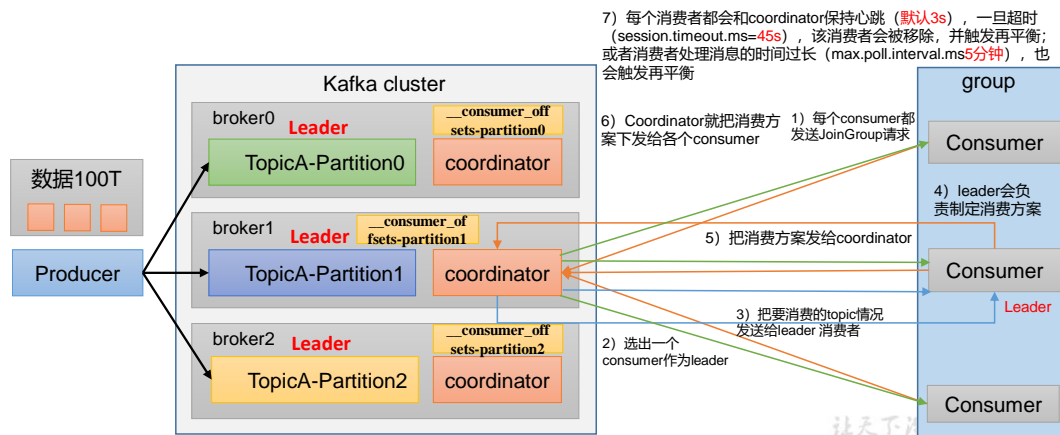 7）每个消费者都会和coordinator保持心跳（默认3s），一旦超时
（session.timeout.ms=45s），该消费者会被移除，并触发再平衡；
或者消费者处理消息的时间过长（max.poll.interval.ms5分钟），也
会触发再平衡
Kafka cluster
group
broker0
Leader
__consumer_off
sets-partition0
TopicA-Partition0
coordinator
6）Coordinator就把消费方
案下发给各个consumer
1）每个consumer都
发送JoinGroup请求
Consumer
数据100T
4）leader会负
责制定消费方案
broker1
Leader
__consumer_of
fsets-partition1
5）把消费方案发给coordinator
Producer
TopicA-Partition1
coordinator
Consumer
Leader
3）把要消费的topic情况
发送给leader 消费者
broker2
Leader
__consumer_off
sets-partition2
2）选出一个
consumer作为leader
TopicA-Partition2
coordinator
Consumer
让天下